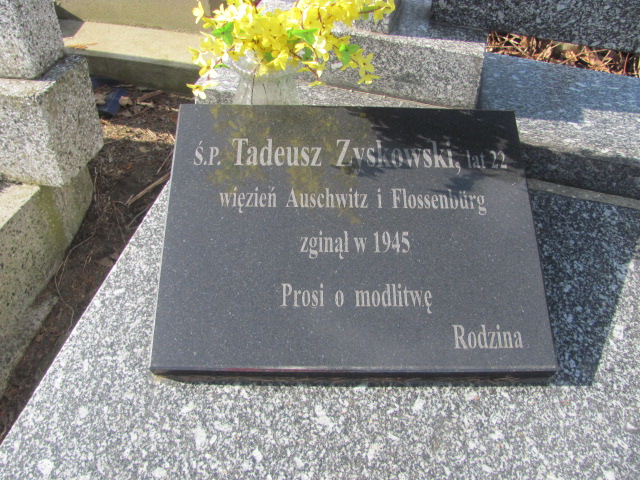 Ś.P. Tadeusz Zyskowski, lat 22
więzień Auschwitz i Flossenbürg
zginął w 1945
Prosi o modlitwę
Rodzina